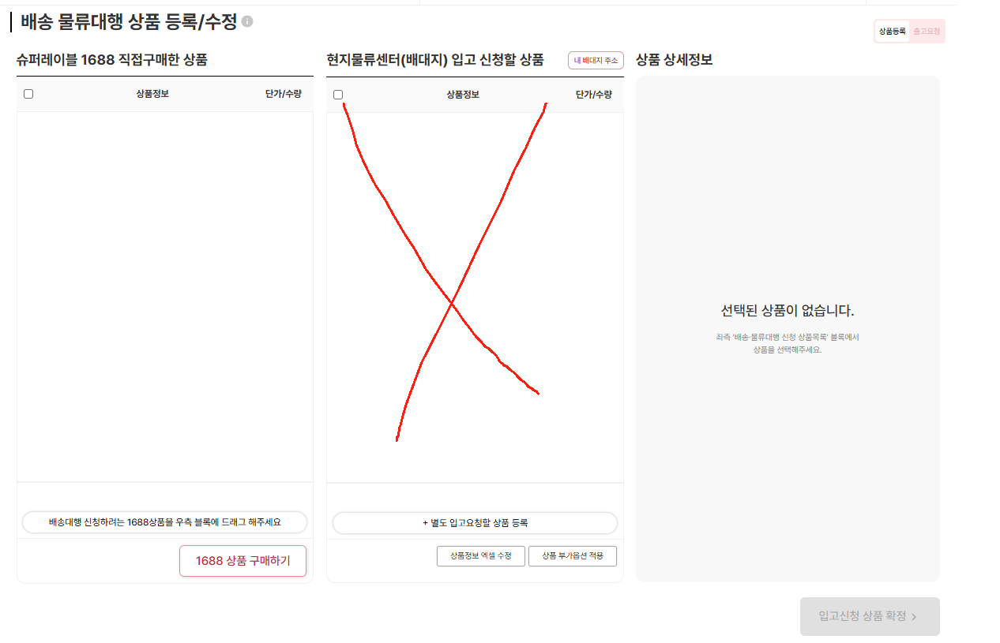 배송 물류대행 상품 등록/수정
상품등록 출고요청
슈퍼레이블 1688 직접구매한 상품
현지물류센터(배대지) 입고 신청할 상품
내 배대지 주소
상품 상세정보
상품정보 단가/수량
상품정보 단가/수량
선택된 상품이 없습니다.
좌측 '배송·물류대행 신청 상품목록' 블록에서
상품을 선택해주세요.
배송대행 신청하려는 1688상품을 우측 블록에 드래그 해주세요
+ 별도 입고요청할 상품 등록
1688 상품 구매하기
상품정보 엑셀 수정
상품 부가옵션 적용
입고신청 상품 확정 >